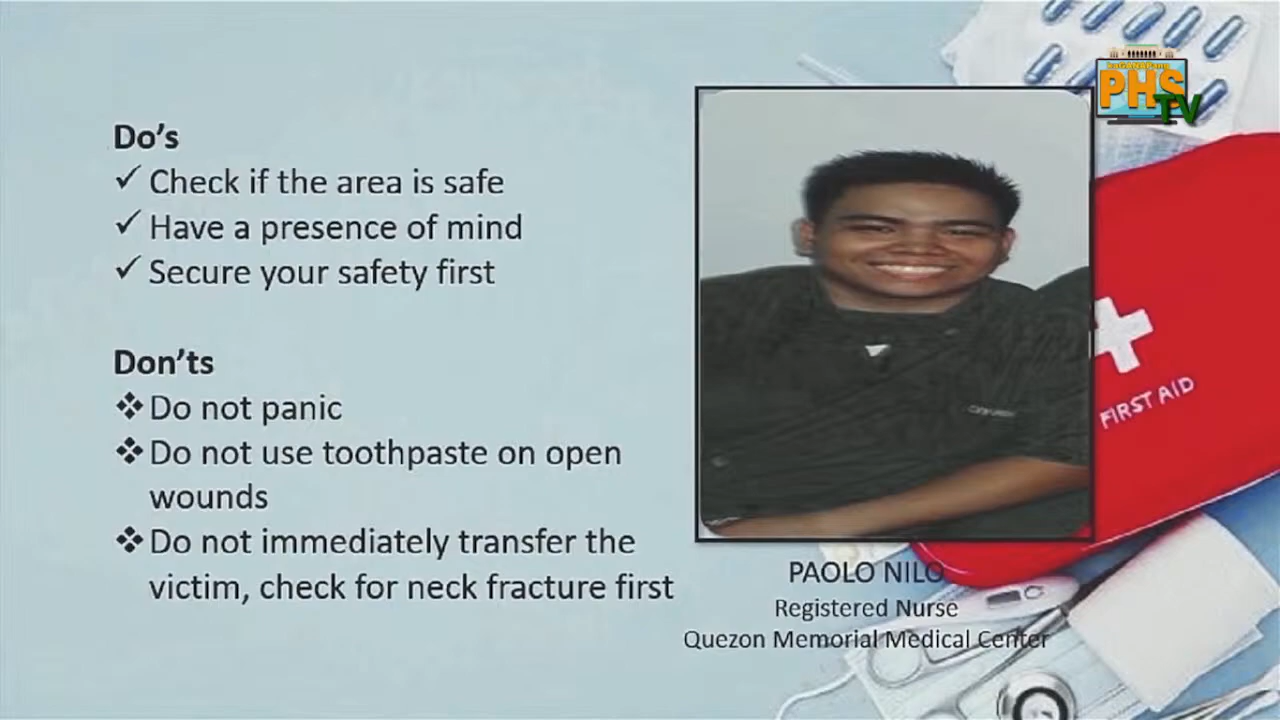 Do's
Check if the area is safe
Have a presence of mind
Secure your safety first
Don'ts
Do not panic
Do not use toothpaste on open
wounds
Do not immediately transfer the
victim, check for neck fracture first
PHS
TV
FIRST AID
PAOLO NILO
Registered Nurse
Quezon Memorial Medical Center